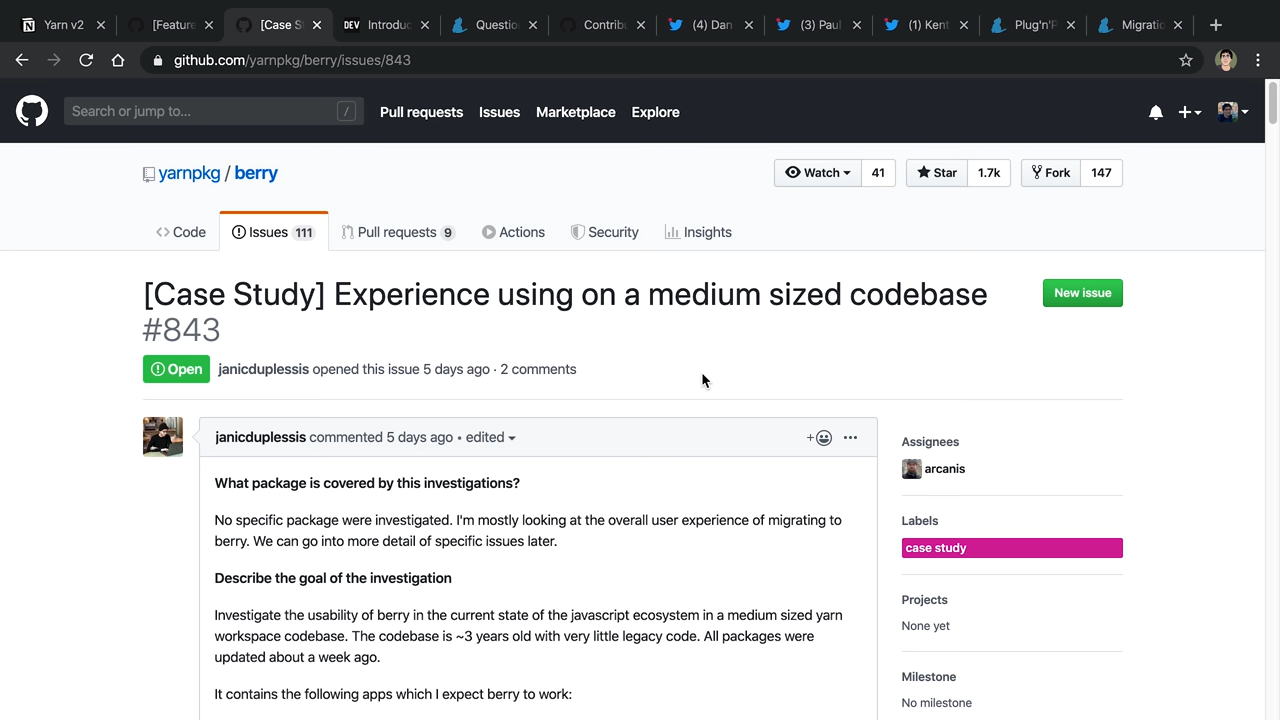 Yarn v2
[Feature
[Case S
DEV Introduc
Questio
Contribu
(4) Dan
(3) Paul
(1) Kent
Plug'n'P
Migratio
github.com/yarnpkg/berry/issues/843
Search or jump to... /
Pull requests Issues Marketplace Explore
yarnpkg / berry
Watch 41 Star 1.7k Fork 147
Code Issues 111 Pull requests 9 Actions Security Insights
[Case Study] Experience using on a medium sized codebase
#843
New issue
Open janicduplessis opened this issue 5 days ago · 2 comments
janicduplessis commented 5 days ago • edited
What package is covered by this investigations?
No specific package were investigated. I'm mostly looking at the overall user experience of migrating to
berry. We can go into more detail of specific issues later.
Describe the goal of the investigation
Investigate the usability of berry in the current state of the javascript ecosystem in a medium sized yarn
workspace codebase. The codebase is ~3 years old with very little legacy code. All packages were
updated about a week ago.
It contains the following apps which I expect berry to work:
Assignees
arcanis
Labels
case study
Projects
None yet
Milestone
No milestone